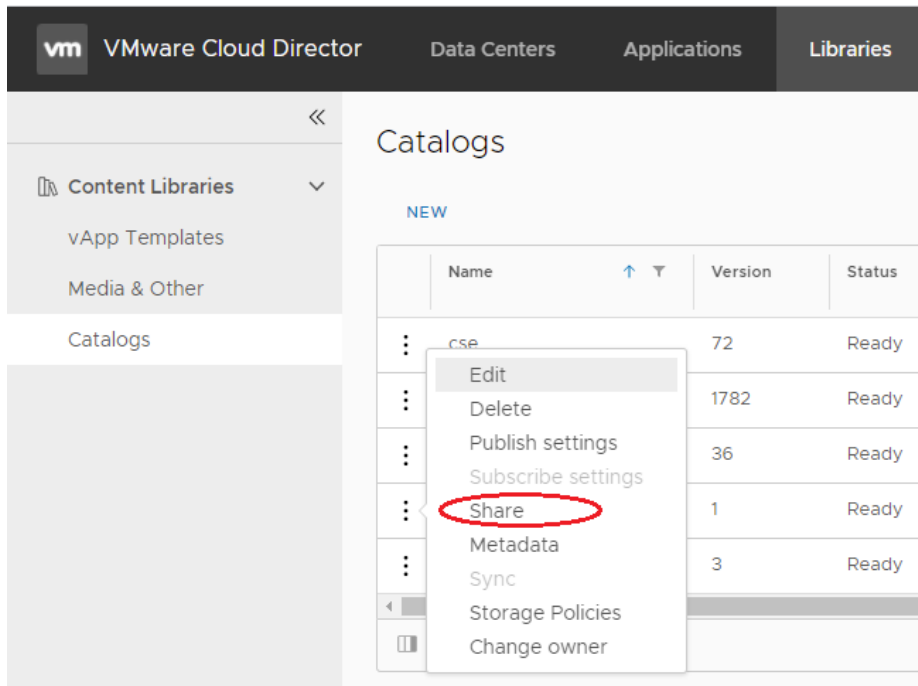 vm VMware Cloud Director Data Centers Applications Libraries
Content Libraries
vApp Templates
Media & Other
Catalogs
Catalogs
NEW
Name Version Status
cse 72 Ready
1782 Ready
36 Ready
1 Ready
3 Ready
Edit
Delete
Publish settings
Subscribe settings
Share
Metadata
Sync
Storage Policies
Change owner